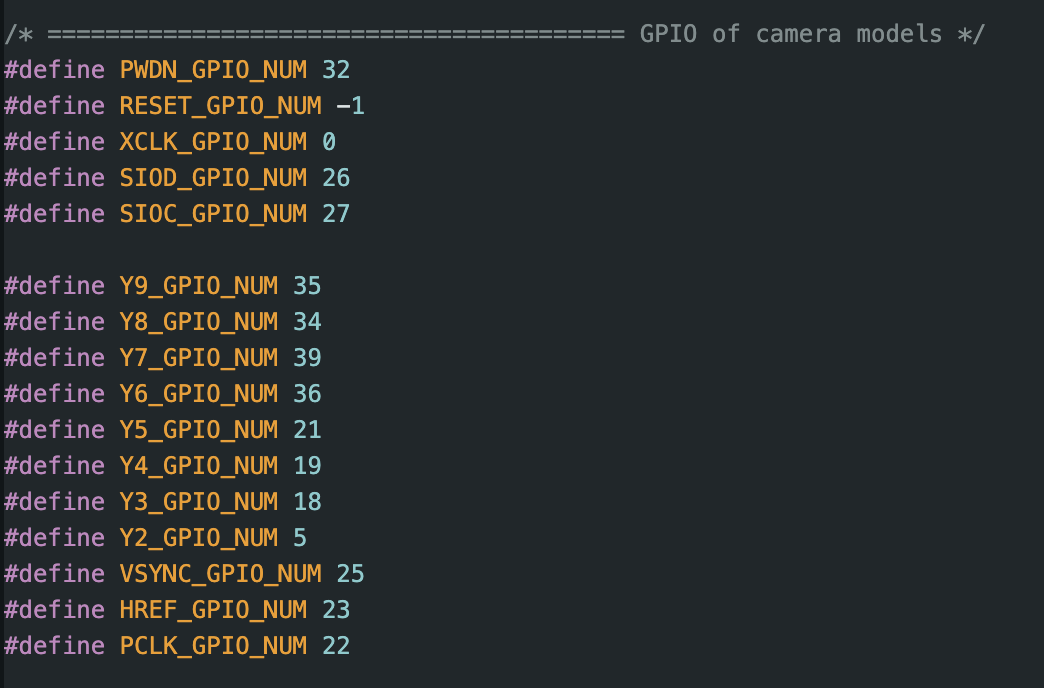 /* ======================================== GPIO of camera models */
#define PWDN_GPIO_NUM 32
#define RESET_GPIO_NUM -1
#define XCLK_GPIO_NUM 0
#define SIOD_GPIO_NUM 26
#define SIOC_GPIO_NUM 27
#define Y9_GPIO_NUM 35
#define Y8_GPIO_NUM 34
#define Y7_GPIO_NUM 39
#define Y6_GPIO_NUM 36
#define Y5_GPIO_NUM 21
#define Y4_GPIO_NUM 19
#define Y3_GPIO_NUM 18
#define Y2_GPIO_NUM 5
#define VSYNC_GPIO_NUM 25
#define HREF_GPIO_NUM 23
#define PCLK_GPIO_NUM 22